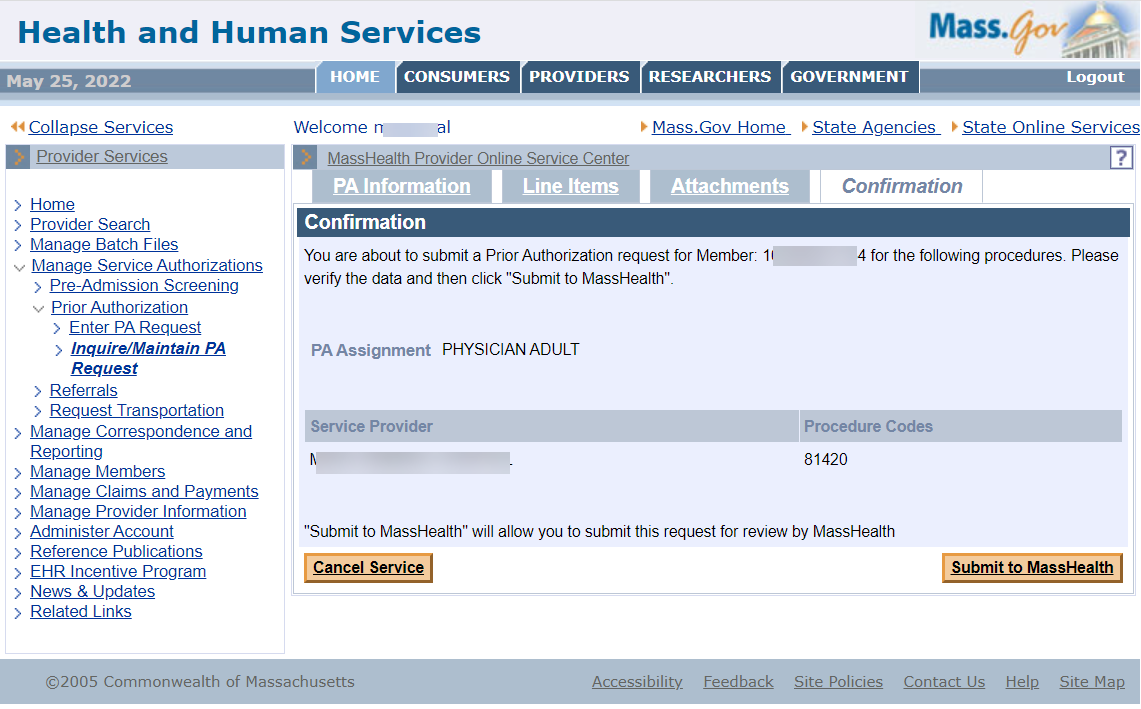 Health and Human Services
Mass.Gov
May 25, 2022
HOME CONSUMERS PROVIDERS RESEARCHERS GOVERNMENT
Logout
Collapse Services
Welcome
Mass.Gov Home State Agencies State Online Services
Provider Services
MassHealth Provider Online Service Center
?
Home
Provider Search
Manage Batch Files
Manage Service Authorizations
Pre-Admission Screening
Prior Authorization
Enter PA Request
Inquire/Maintain PA
Request
Referrals
Request Transportation
Manage Correspondence and
Reporting
Manage Members
Manage Claims and Payments
Manage Provider Information
Administer Account
Reference Publications
EHR Incentive Program
News & Updates
Related Links
PA Information Line Items Attachments Confirmation
Confirmation
You are about to submit a Prior Authorization request for Member: 4 for the following procedures. Please
verify the data and then click "Submit to MassHealth".
PA Assignment PHYSICIAN ADULT
Service Provider Procedure Codes
81420
"Submit to MassHealth" will allow you to submit this request for review by MassHealth
Cancel Service Submit to MassHealth
©2005 Commonwealth of Massachusetts
Accessibility Feedback Site Policies Contact Us Help Site Map